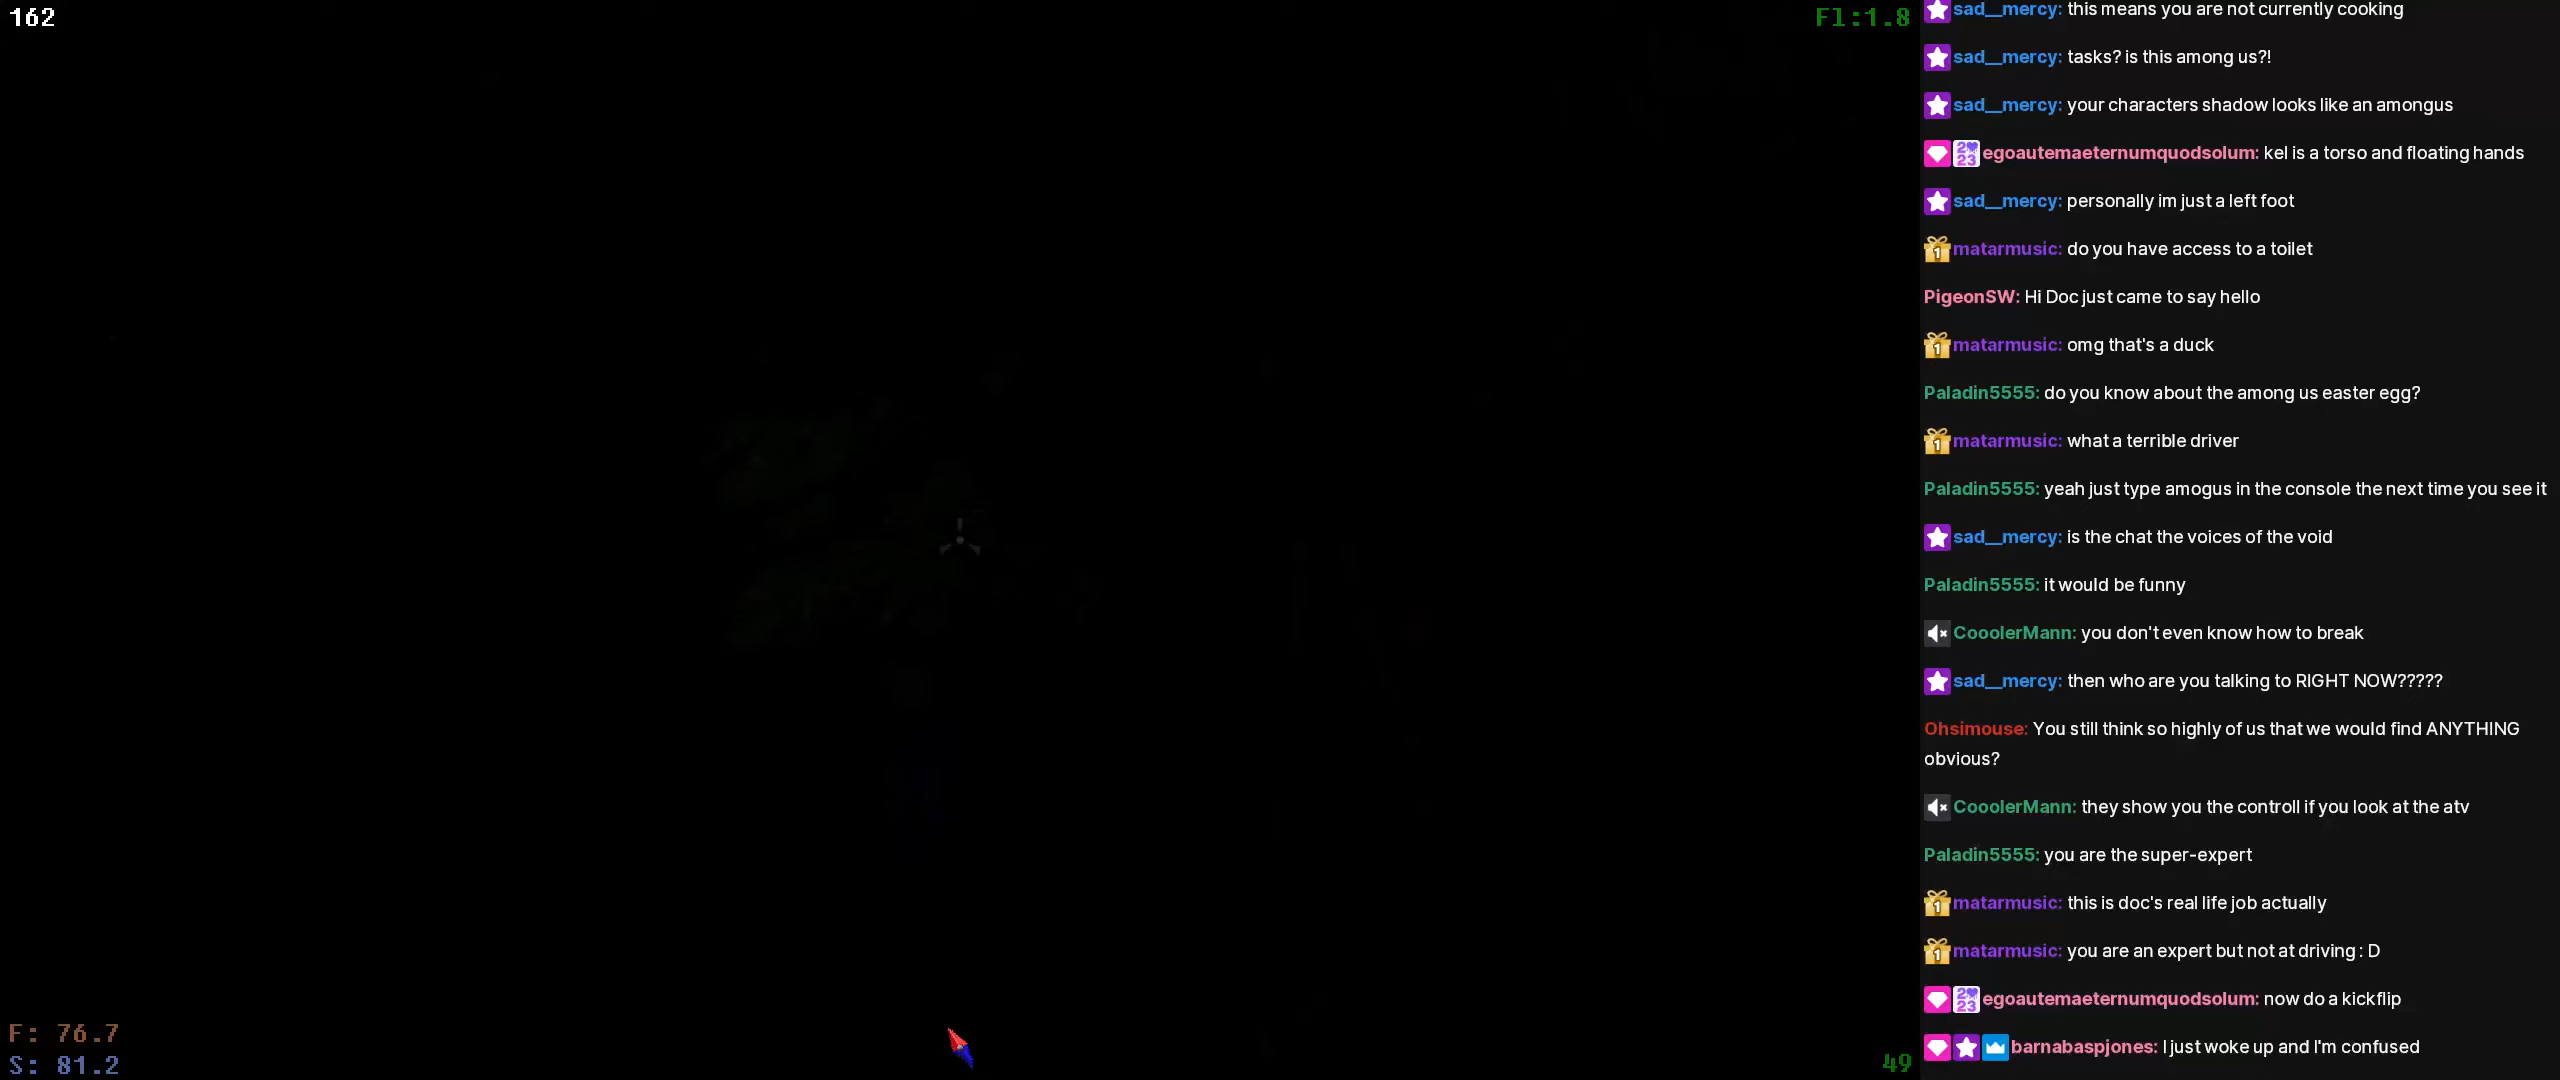 162
Fl:1.8
sad__mercy: this means you are not currently cooking
sad__mercy: tasks? is this among us?!
sad__mercy: your characters shadow looks like an amongus
egoautemaeternumquodsolum: kel is a torso and floating hands
sad__mercy: personally im just a left foot
matarmusic: do you have access to a toilet
PigeonSW: Hi Doc just came to say hello
matarmusic: omg that's a duck
Paladin5555: do you know about the among us easter egg?
matarmusic: what a terrible driver
Paladin5555: yeah just type amogus in the console the next time you see it
sad__mercy: is the chat the voices of the void
Paladin5555: it would be funny
CooolerMann: you don't even know how to break
sad__mercy: then who are you talking to RIGHT NOW?????
Ohsimouse: You still think so highly of us that we would find ANYTHING
obvious?
CooolerMann: they show you the controll if you look at the atv
Paladin5555: you are the super-expert
matarmusic: this is doc's real life job actually
matarmusic: you are an expert but not at driving : D
egoautemaeternumquodsolum: now do a kickflip
barnabaspjones: I just woke up and I'm confused
F: 76.7
S: 81.2
49